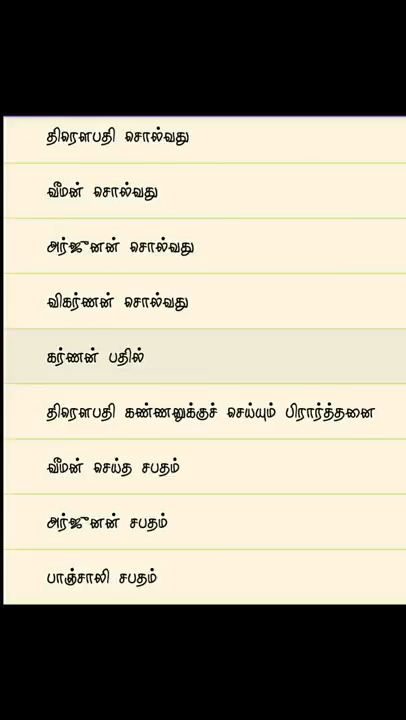 திரௌபதி சொல்வது
வீமன் சொல்வது
அர்ஜுனன் சொல்வது
விகர்ணன் சொல்வது
கர்ணன் பதில்
திரௌபதி கண்ணனுக்குச் செய்யும் பிரார்த்தனை
வீமன் செய்த சபதம்
அர்ஜுனன் சபதம்
பாஞ்சாலி சபதம்